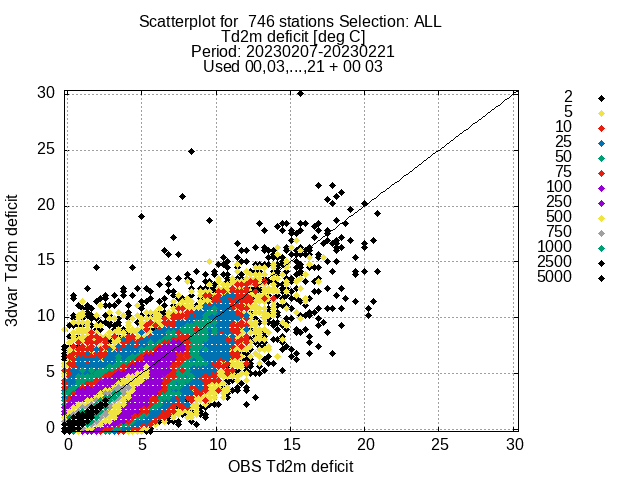 Scatterplot for  746 stations Selection: ALL
Td2m deficit [deg C]
Period: 20230207-20230221
Used 00,03,...,21 + 00 03
30
25
20
15
10
5
0
3dvar Td2m deficit
0 5 10 15 20 25 30
OBS Td2m deficit
2
5
10
25
50
75
100
250
500
750
1000
2500
5000